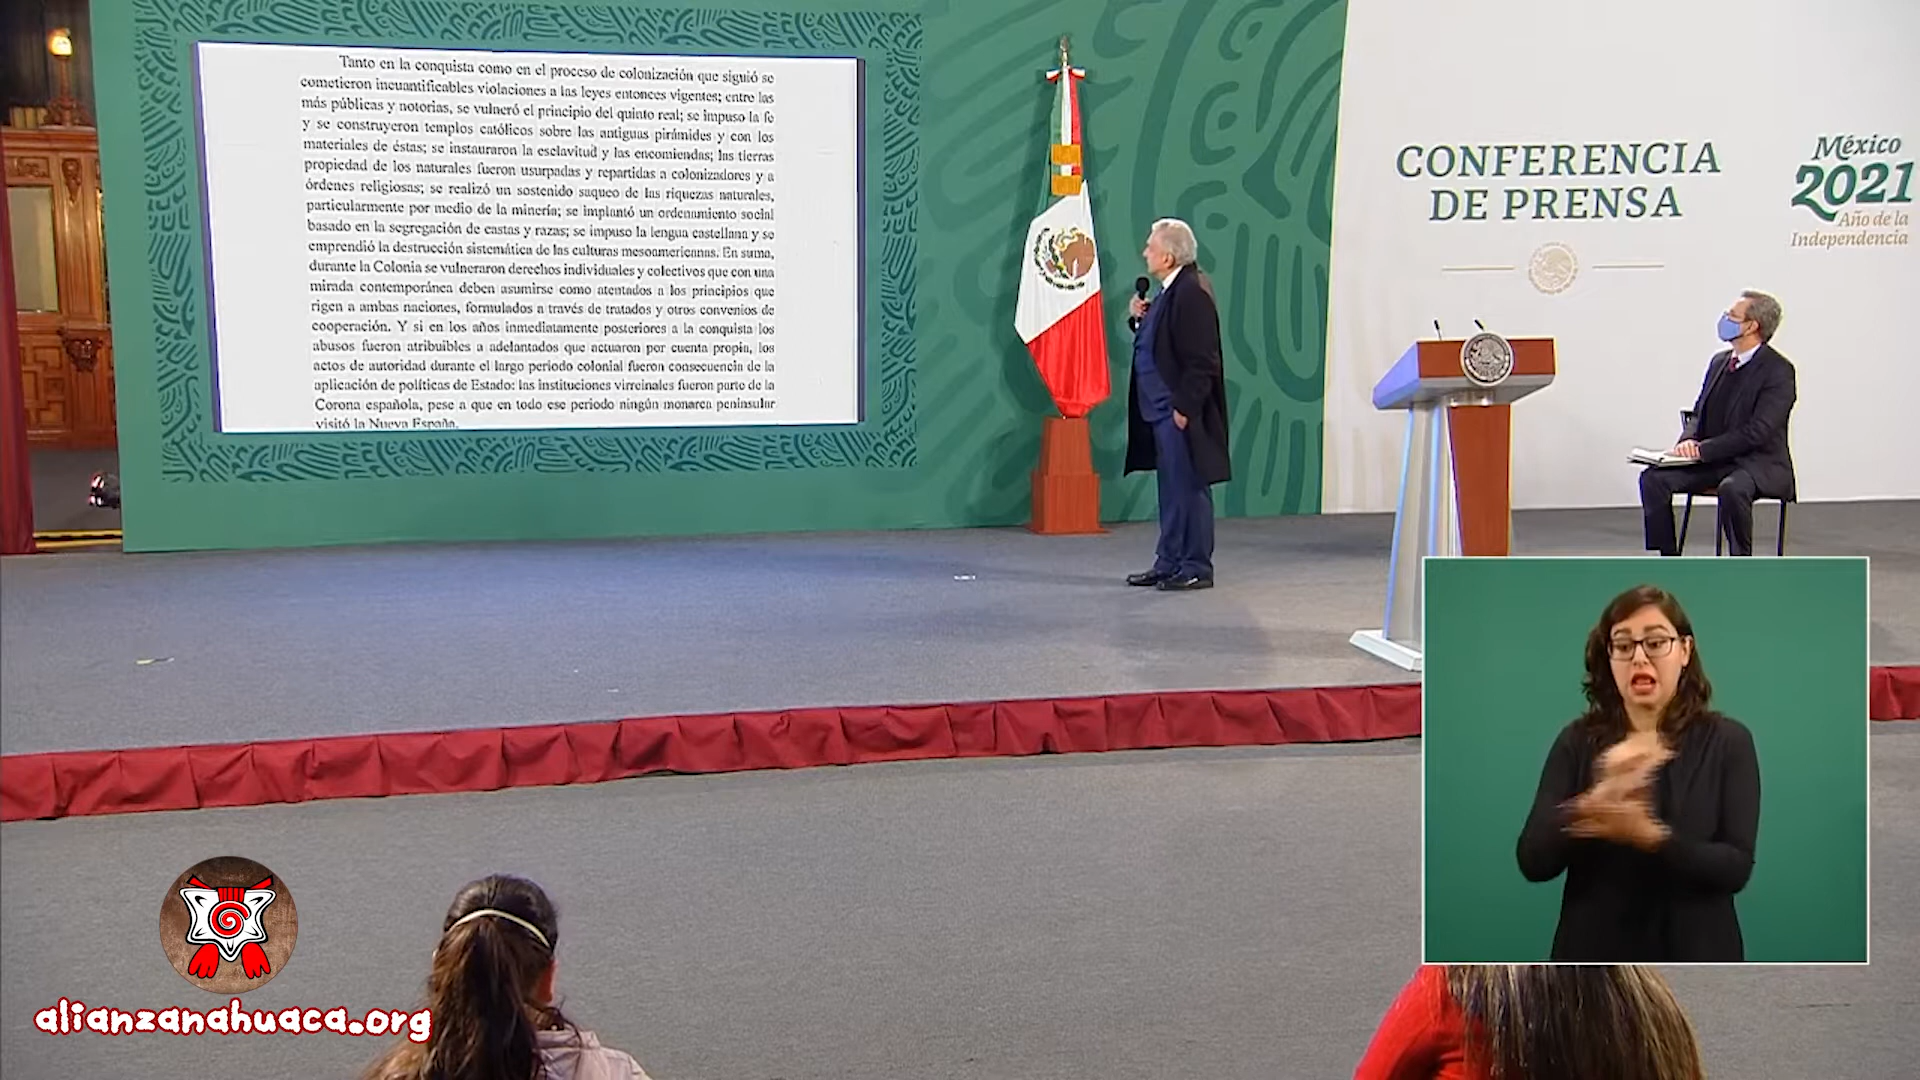 Tanto en la conquista como en el proceso de colonización que siguió se
cometieron incuantificables violaciones a las leyes entonces vigentes; entre las
más públicas y notorias, se vulneró el principio del quinto real; se impuso la fe
y se construyeron templos católicos sobre las antiguas pirámides y con los
materiales de éstas; se instauraron la esclavitud y las encomiendas; las tierras
propiedad de los naturales fueron usurpadas y repartidas a colonizadores y a
órdenes religiosas; se realizó un sostenido saqueo de las riquezas naturales,
particularmente por medio de la minería; se implantó un ordenamiento social
basado en la segregación de castas y razas; se impuso la lengua castellana y se
emprendió la destrucción sistemática de las culturas mesoamericanas. En suma,
durante la Colonia se vulneraron derechos individuales y colectivos que con una
mirada contemporánea deben asumirse como atentados a los principios que
rigen a ambas naciones, formulados a través de tratados y otros convenios de
cooperación. Y si en los años inmediatamente posteriores a la conquista los
abusos fueron atribuibles a adelantados que actuaron por cuenta propia, los
actos de autoridad durante el largo periodo colonial fueron consecuencia de la
aplicación de políticas de Estado: las instituciones virreinales fueron parte de la
Corona española, pese a que en todo ese periodo ningún monarca peninsular
visitó la Nueva España.
CONFERENCIA
DE PRENSA
México
2021
Año de la
Independencia
alianzanahuaca.org